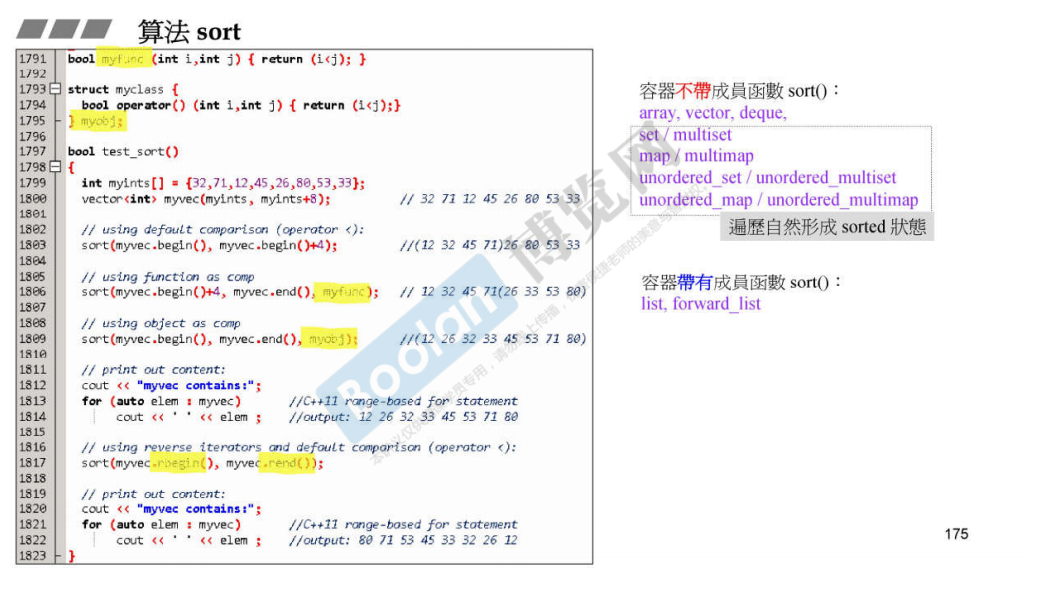 算法 sort
1791 bool myfunc (int i,int j) { return (i<j); }
1792
1793 struct myclass {
1794 bool operator() (int i,int j) { return (i<j);}
1795 } myobj;
1796
1797 bool test_sort()
1798 {
1799 int myints[] = {32,71,12,45,26,80,53,33};
1800 vector<int> myvec(myints, myints+8); // 32 71 12 45 26 80 53 33
1801
1802 // using default comparison (operator <):
1803 sort(myvec.begin(), myvec.begin()+4); //(12 32 45 71)26 80 53 33
1804
1805 // using function as comp
1806 sort(myvec.begin()+4, myvec.end(), myfunc); // 12 32 45 71(26 33 53 80)
1807
1808 // using object as comp
1809 sort(myvec.begin(), myvec.end(), myobj); //(12 26 32 33 45 53 71 80)
1810
1811 // print out content:
1812 cout << "myvec contains:";
1813 for (auto elem : myvec) //C++11 range-based for statement
1814 cout << ' ' << elem ; //output: 12 26 32 33 45 53 71 80
1815
1816 // using reverse iterators and default comparison (operator <):
1817 sort(myvec.rbegin(), myvec.rend());
1818
1819 // print out content:
1820 cout << "myvec contains:";
1821 for (auto elem : myvec) //C++11 range-based for statement
1822 cout << ' ' << elem ; //output: 80 71 53 45 33 32 26 12
1823 }
容器不帶成員函數 sort()：
array, vector, deque,
set / multiset
map / multimap
unordered_set / unordered_multiset
unordered_map / unordered_multimap
遍歷自然形成 sorted 狀態
容器帶有成員函數 sort()：
list, forward_list
Boolan 博览网
175